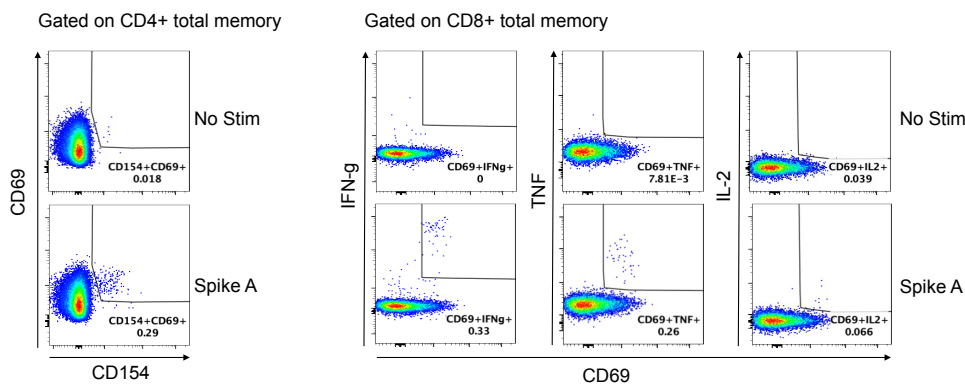 Gated on CD4+ total memory
Gated on CD8+ total memory
CD69
CD154+CD69+
0.018
No Stim
IFN-g
CD69+IFNg+
0
TNF
CD69+TNF+
7.81E-3
IL-2
CD69+IL2+
0.039
No Stim
CD154+CD69+
0.29
Spike A
CD69+IFNg+
0.33
CD69+TNF+
0.26
CD69+IL2+
0.066
Spike A
CD154
CD69